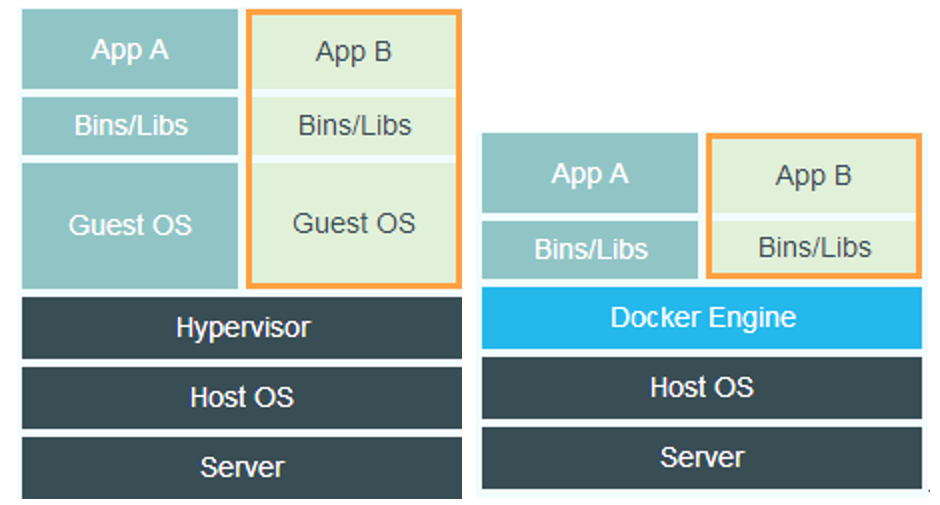 App A
App B
Bins/Libs
Bins/Libs
Guest OS
Guest OS
Hypervisor
Host OS
Server
App A
App B
Bins/Libs
Bins/Libs
Docker Engine
Host OS
Server